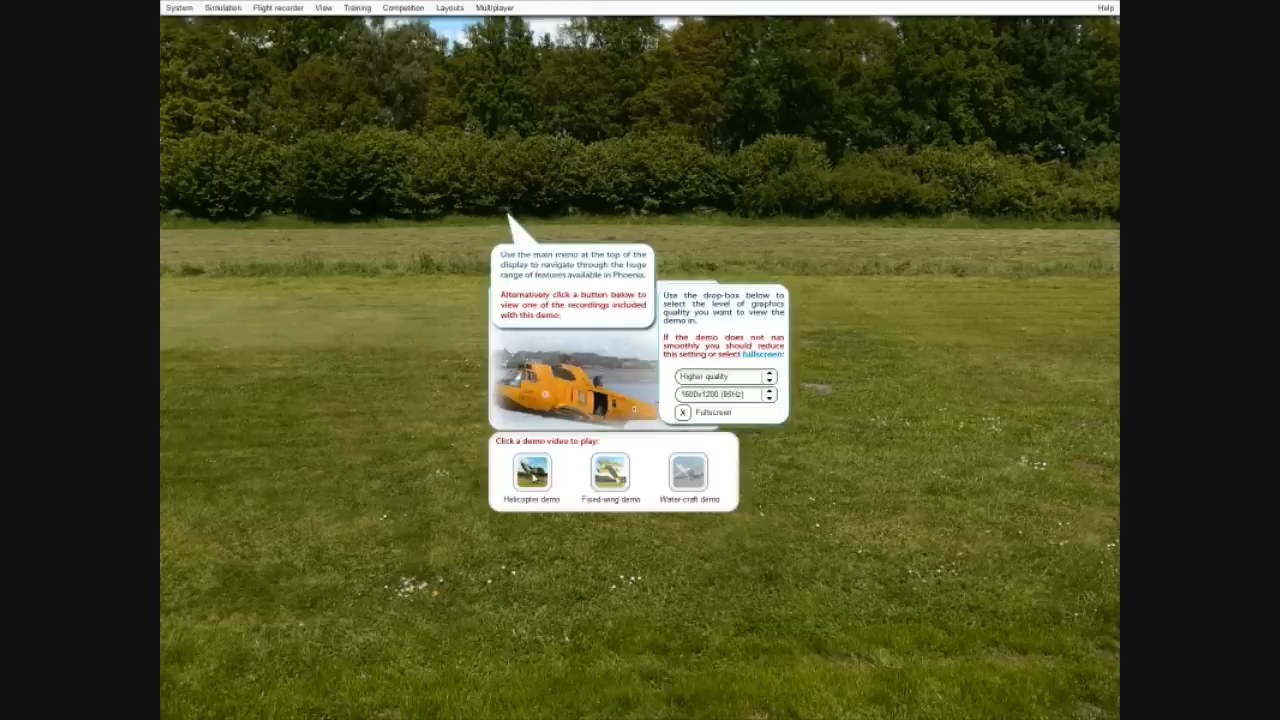 System Simulation Flight recorder View Training Competition Layouts Multiplayer Help
Use the main menu at the top of the
display to navigate through the huge
range of features available in Phoenix.
Alternatively click a button below to
view one of the recordings included
with this demo:
Use the drop-box below to
select the level of graphics
quality you want to view the
demo in.
If the demo does not run
smoothly you should reduce
this setting or select fullscreen:
Higher quality
1600x1200 (85Hz)
X Fullscreen
Click a demo video to play:
Helicopter demo Fixed-wing demo Water-craft demo